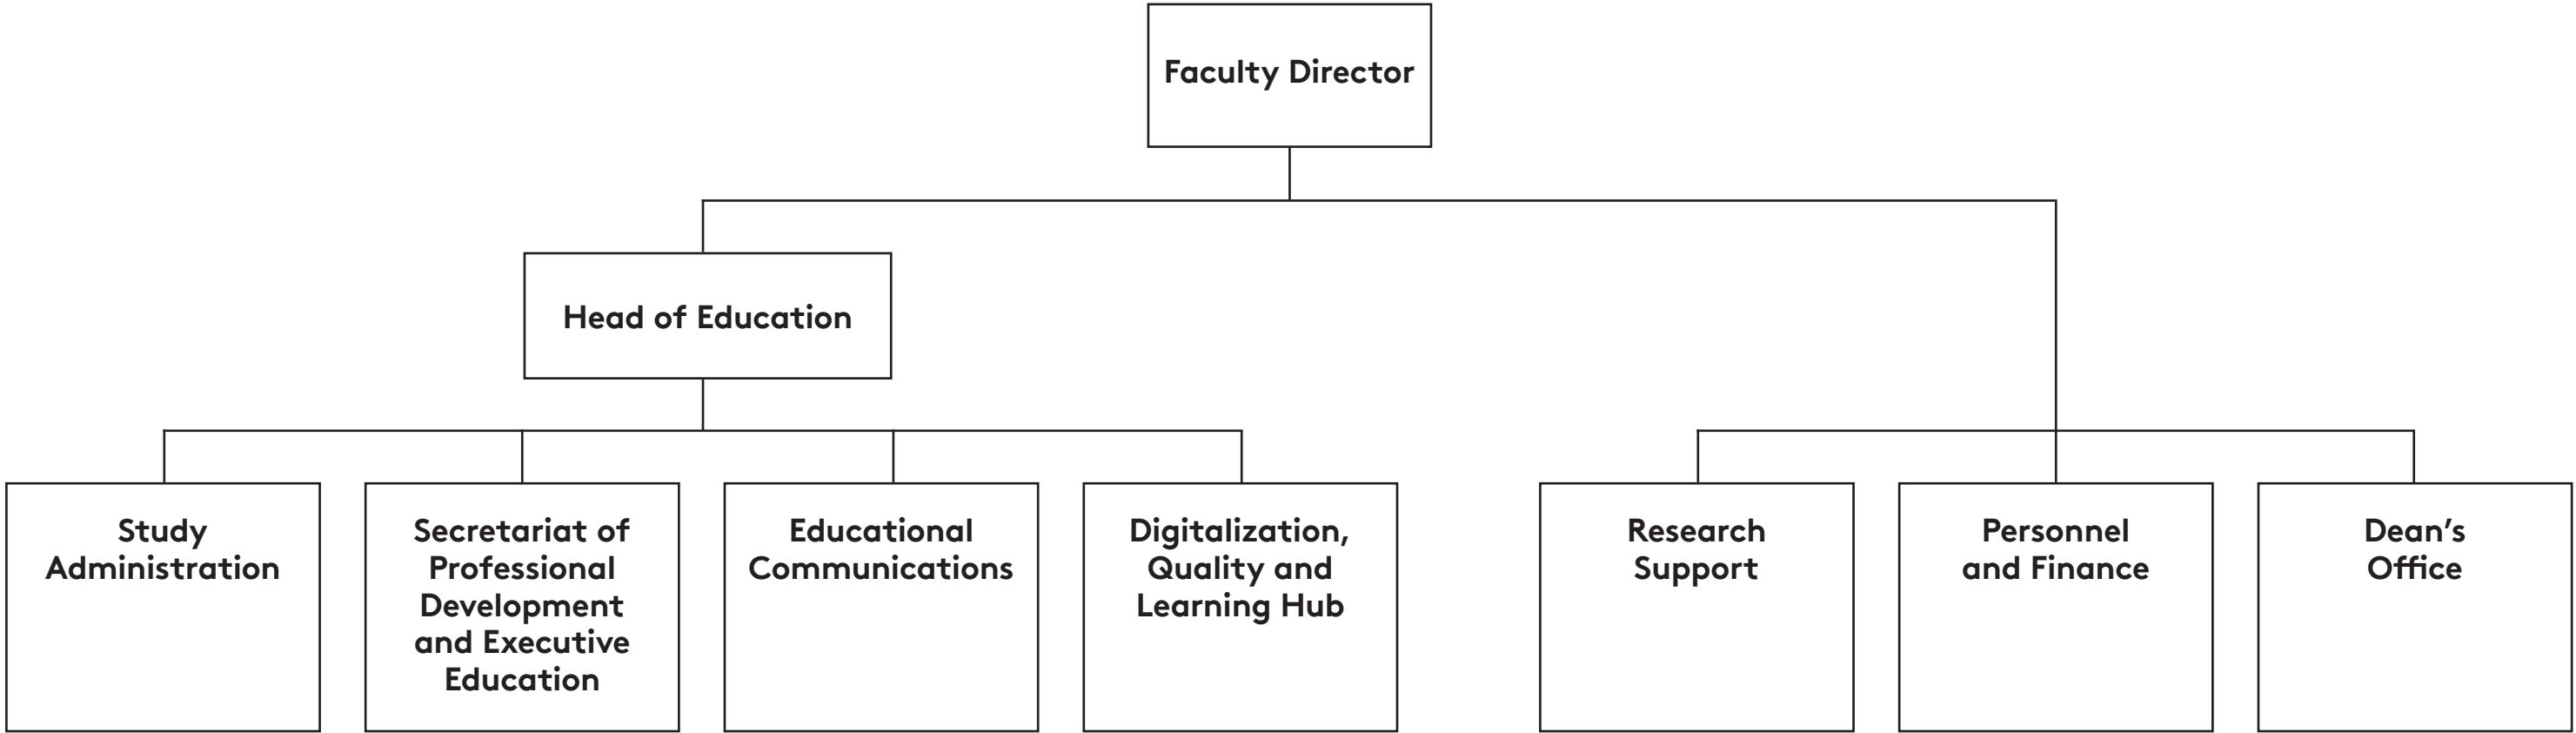 Faculty Director
Head of Education
Study
Administration
Secretariat of
Professional
Development
and Executive
Education
Educational
Communications
Digitalization,
Quality and
Learning Hub
Research
Support
Personnel
and Finance
Dean’s
Office